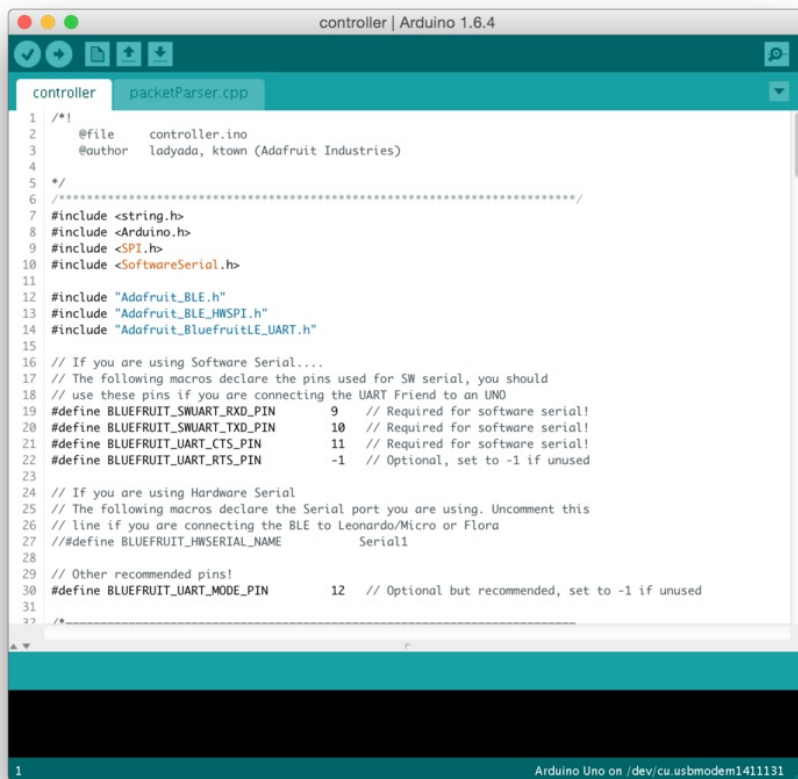 controller | Arduino 1.6.4
controller packetParser.cpp
1 /*!
2 @file controller.ino
3 @author ladyada, ktown (Adafruit Industries)
4
5 */
6 /**************************************************************************/
7 #include <string.h>
8 #include <Arduino.h>
9 #include <SPI.h>
10 #include <SoftwareSerial.h>
11
12 #include "Adafruit_BLE.h"
13 #include "Adafruit_BLE_HWSPI.h"
14 #include "Adafruit_BluefruitLE_UART.h"
15
16 // If you are using Software Serial....
17 // The following macros declare the pins used for SW serial, you should
18 // use these pins if you are connecting the UART Friend to an UNO
19 #define BLUEFRUIT_SWUART_RXD_PIN 9 // Required for software serial!
20 #define BLUEFRUIT_SWUART_TXD_PIN 10 // Required for software serial!
21 #define BLUEFRUIT_UART_CTS_PIN 11 // Required for software serial!
22 #define BLUEFRUIT_UART_RTS_PIN -1 // Optional, set to -1 if unused
23
24 // If you are using Hardware Serial
25 // The following macros declare the Serial port you are using. Uncomment this
26 // line if you are connecting the BLE to Leonardo/Micro or Flora
27 //#define BLUEFRUIT_HWSERIAL_NAME Serial1
28
29 // Other recommended pins!
30 #define BLUEFRUIT_UART_MODE_PIN 12 // Optional but recommended, set to -1 if unused
31
32 /*=========================================================================
1 Arduino Uno on /dev/cu.usbmodem1411131